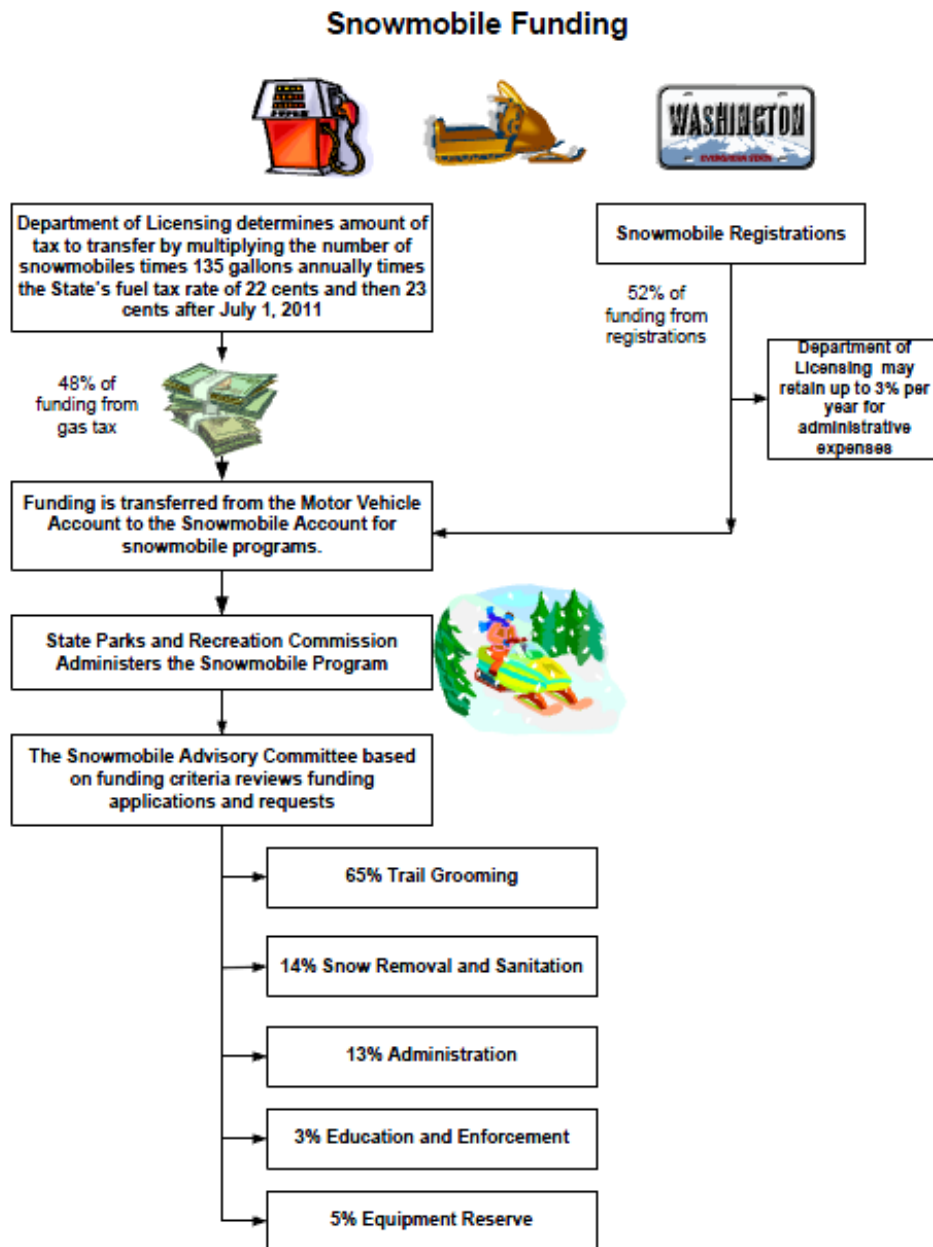 Snowmobile Funding
WASHINGTON
EVERGREEN STATE
Department of Licensing determines amount of
tax to transfer by multiplying the number of
snowmobiles times 135 gallons annually times
the State's fuel tax rate of 22 cents and then 23
cents after July 1, 2011
Snowmobile Registrations
52% of
funding from
registrations
Department of
Licensing may
retain up to 3% per
year for
administrative
expenses
48% of
funding from
gas tax
Funding is transferred from the Motor Vehicle
Account to the Snowmobile Account for
snowmobile programs.
State Parks and Recreation Commission
Administers the Snowmobile Program
The Snowmobile Advisory Committee based
on funding criteria reviews funding
applications and requests
65% Trail Grooming
14% Snow Removal and Sanitation
13% Administration
3% Education and Enforcement
5% Equipment Reserve